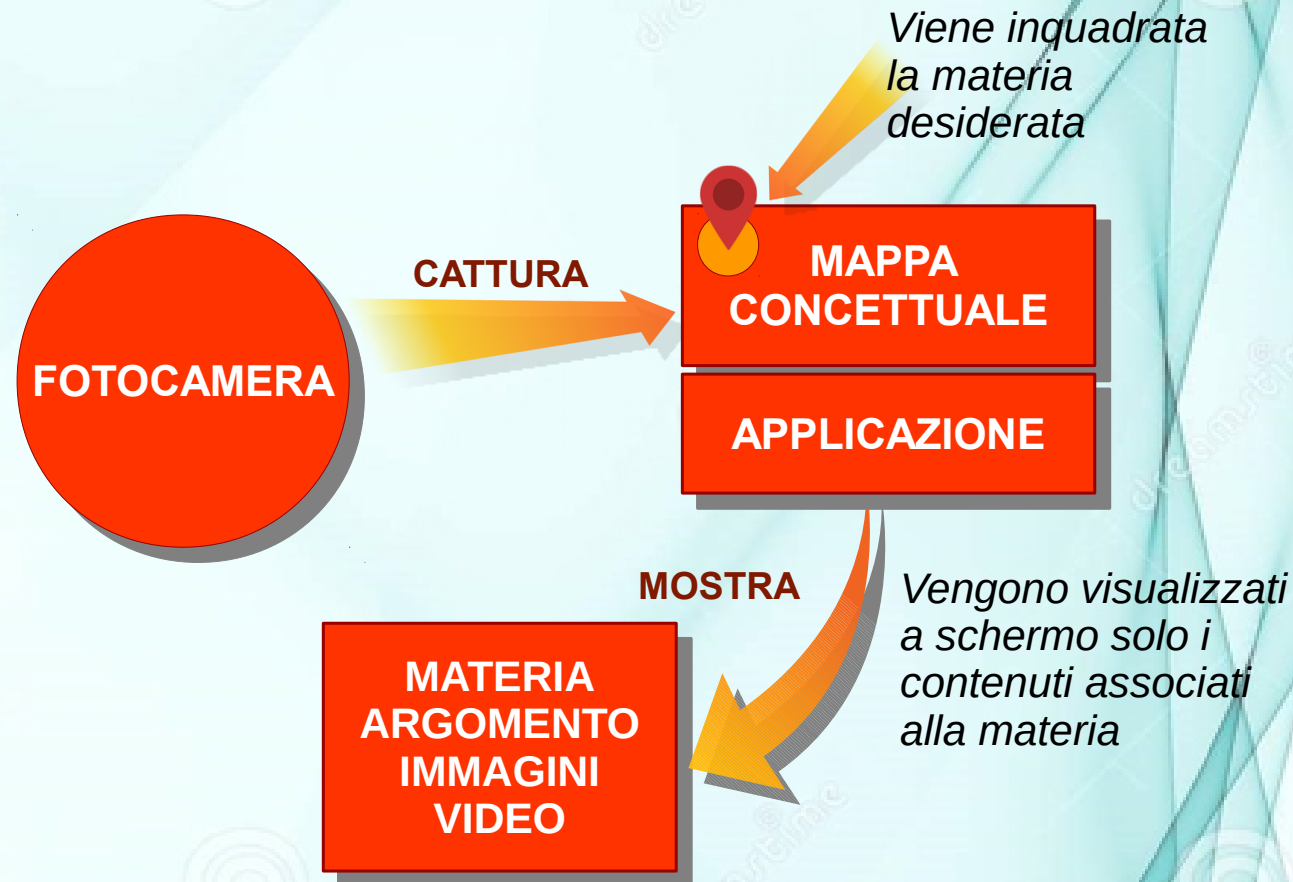 Viene inquadrata
la materia
desiderata
MAPPA
CONCETTUALE
CATTURA
FOTOCAMERA
APPLICAZIONE
MOSTRA
Vengono visualizzati
a schermo solo i
contenuti associati
alla materia
MATERIA
ARGOMENTO
IMMAGINI
VIDEO